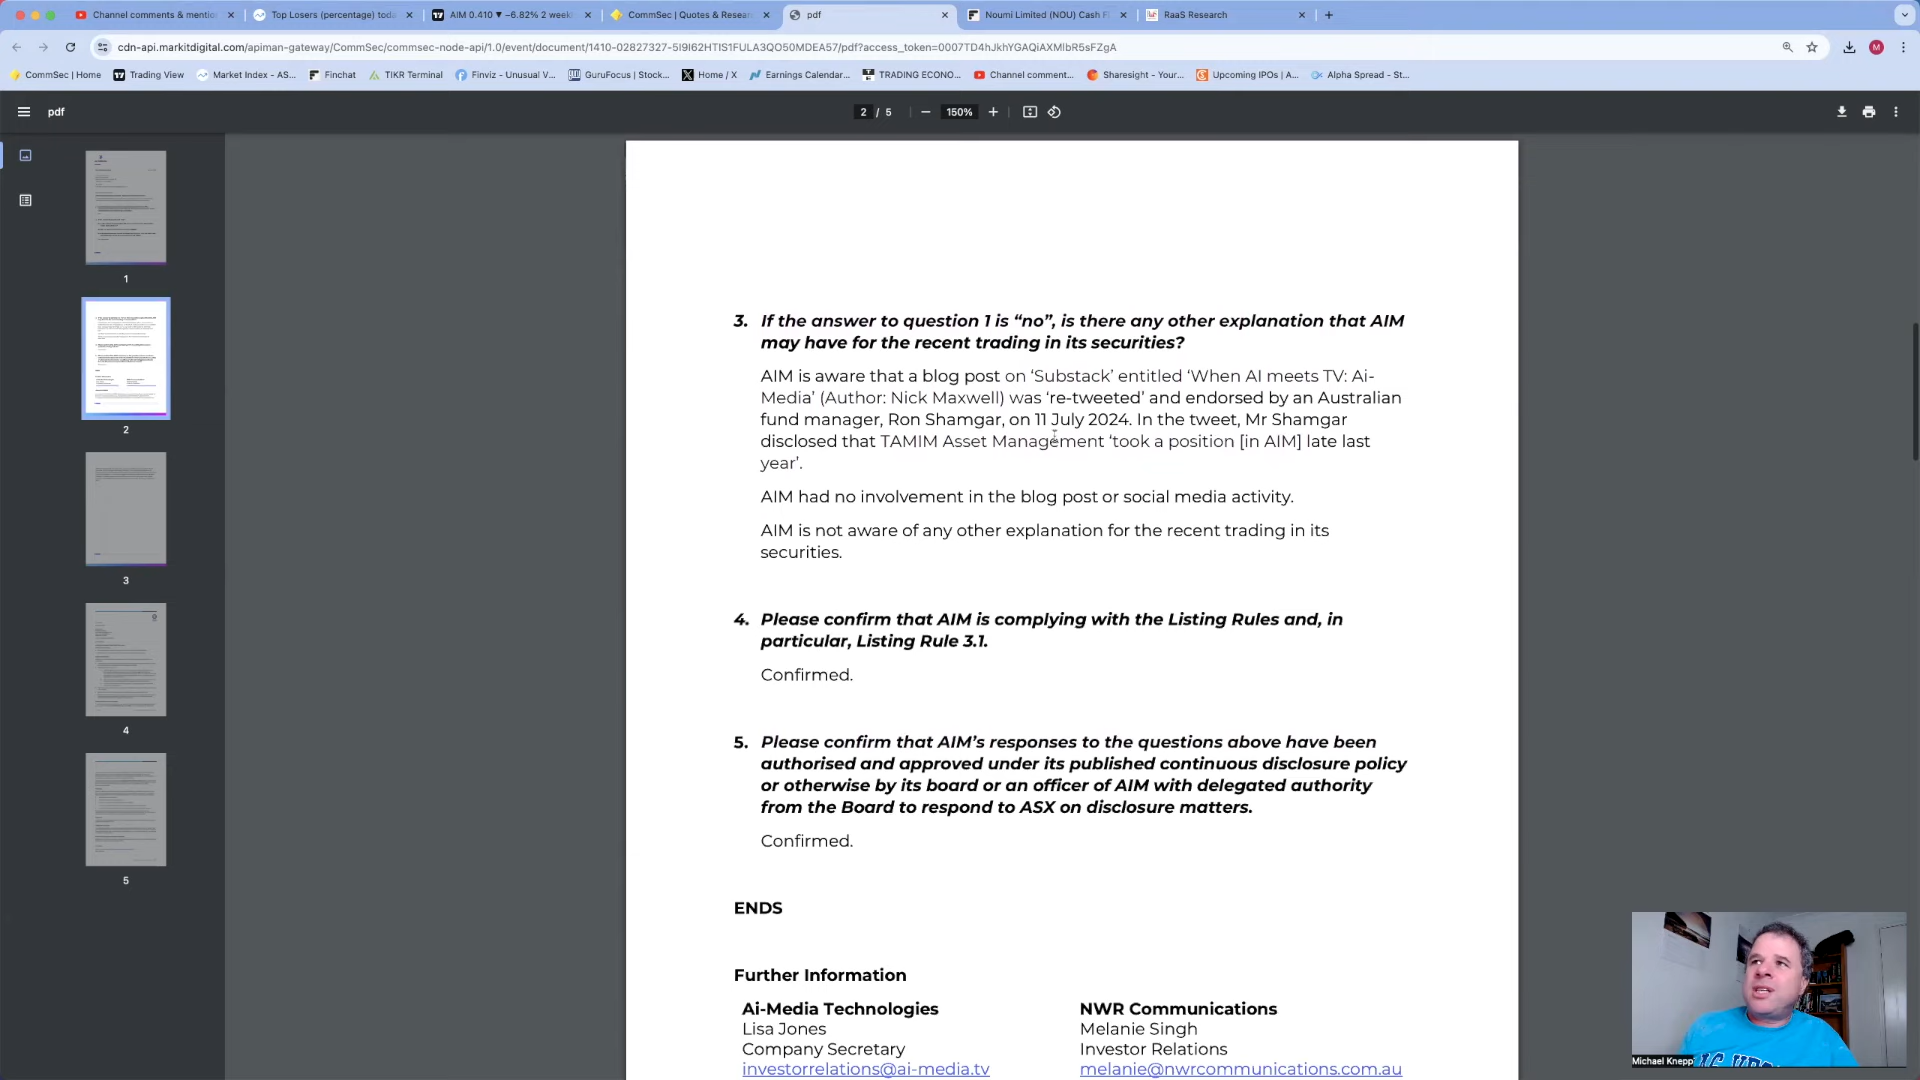 Channel comments & mentio
Top Losers (percentage) toda
AIM 0.410 ▼ −6.82% 2 week
CommSec | Quotes & Resear
pdf
Noumi Limited (NOU) Cash F
RaaS Research
cdn-api.markitdigital.com/apiman-gateway/CommSec/commsec-node-api/1.0/event/document/1410-02827327-5I9I62HTIS1FULA3QO50MDEA57/pdf?access_token=0007TD4hJkhYGAQiAXMlbR5sFZgA
M
CommSec | Home
Trading View
Market Index - AS...
Finchat
TIKR Terminal
Finviz - Unusual V...
GuruFocus | Stock...
Home / X
Earnings Calendar...
TRADING ECONO...
Channel comment...
Sharesight - Your...
Upcoming IPOs | A...
Alpha Spread - St...
pdf
2 / 5
150%
1
2
3
4
5
3. If the answer to question 1 is “no”, is there any other explanation that AIM
may have for the recent trading in its securities?
AIM is aware that a blog post on ‘Substack’ entitled ‘When AI meets TV: Ai-
Media’ (Author: Nick Maxwell) was ‘re-tweeted’ and endorsed by an Australian
fund manager, Ron Shamgar, on 11 July 2024. In the tweet, Mr Shamgar
disclosed that TAMIM Asset Management ‘took a position [in AIM] late last
year’.
AIM had no involvement in the blog post or social media activity.
AIM is not aware of any other explanation for the recent trading in its
securities.
4. Please confirm that AIM is complying with the Listing Rules and, in
particular, Listing Rule 3.1.
Confirmed.
5. Please confirm that AIM’s responses to the questions above have been
authorised and approved under its published continuous disclosure policy
or otherwise by its board or an officer of AIM with delegated authority
from the Board to respond to ASX on disclosure matters.
Confirmed.
ENDS
Further Information
Ai-Media Technologies
Lisa Jones
Company Secretary
investorrelations@ai-media.tv
NWR Communications
Melanie Singh
Investor Relations
melanie@nwrcommunications.com.au
Michael Knepp